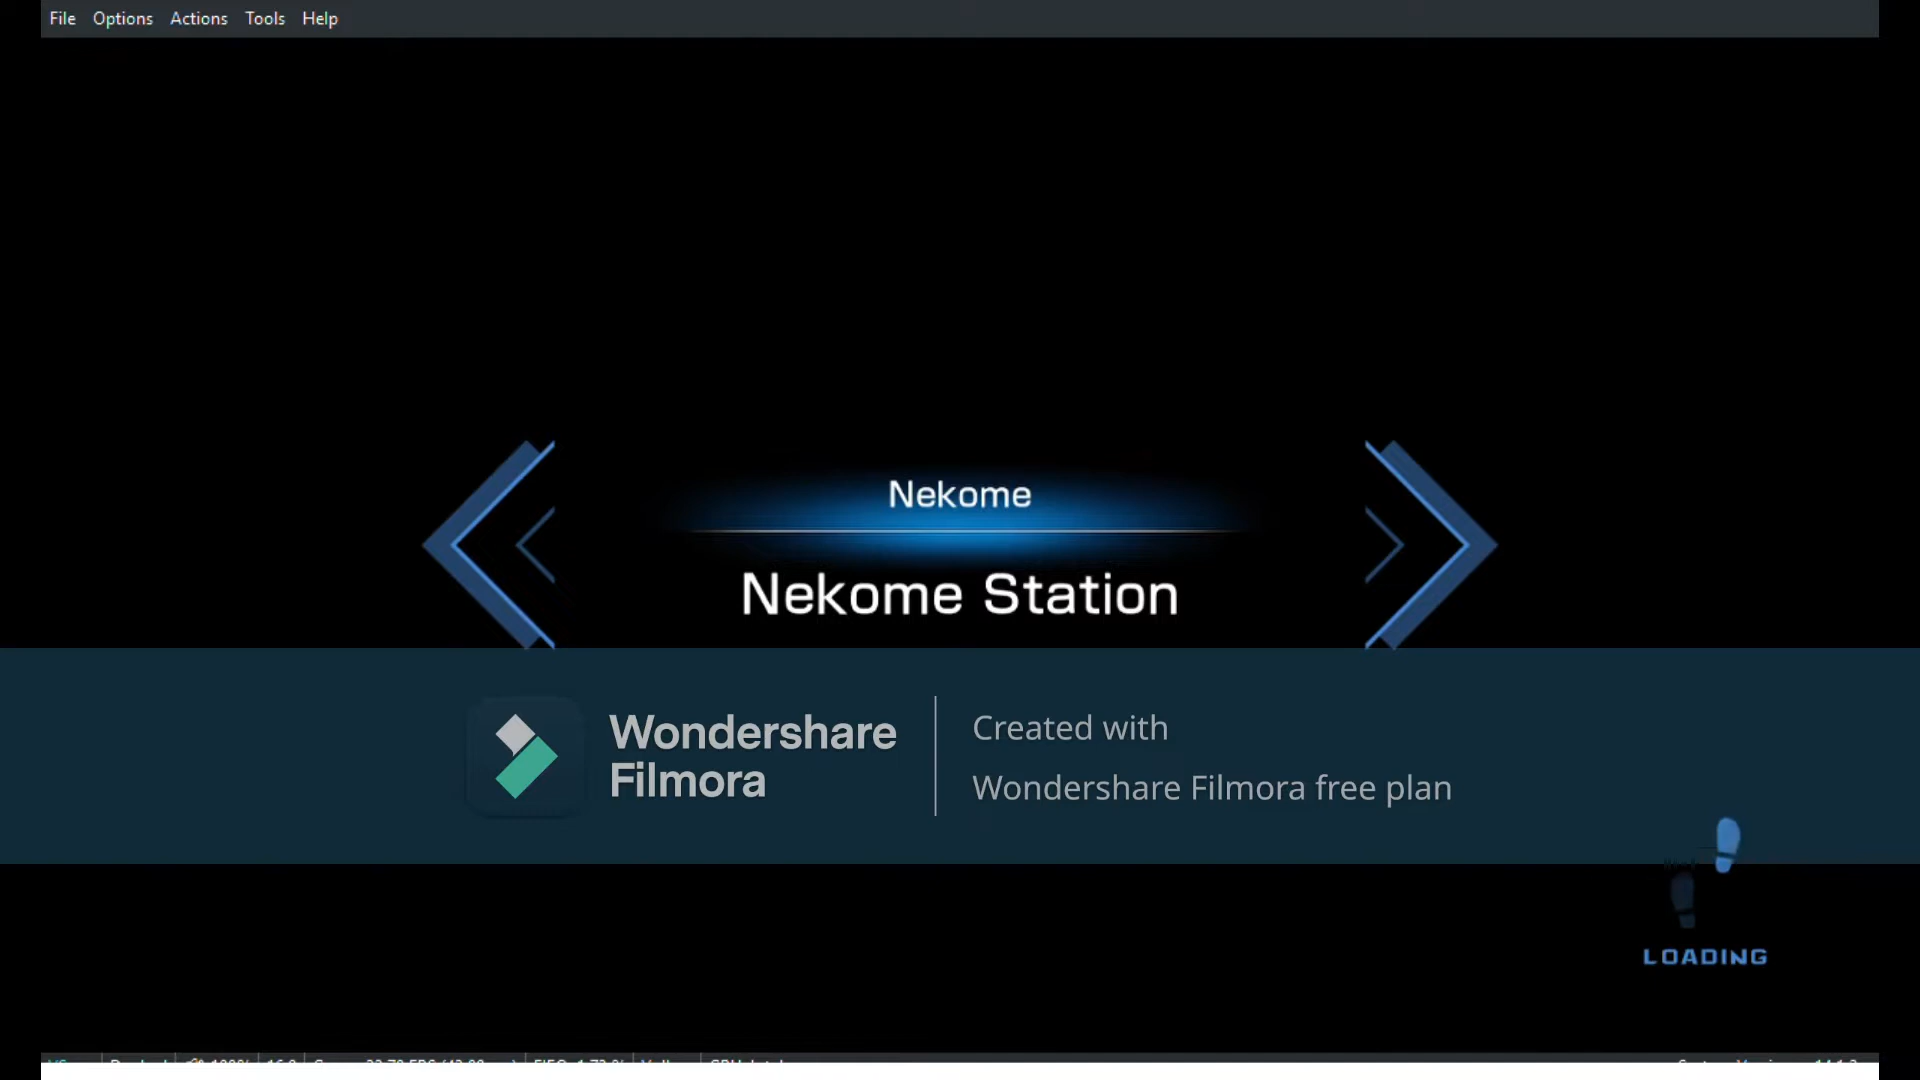 File Options Actions Tools Help
Nekome
Nekome Station
Wondershare
Filmora
Created with
Wondershare Filmora free plan
LOADING